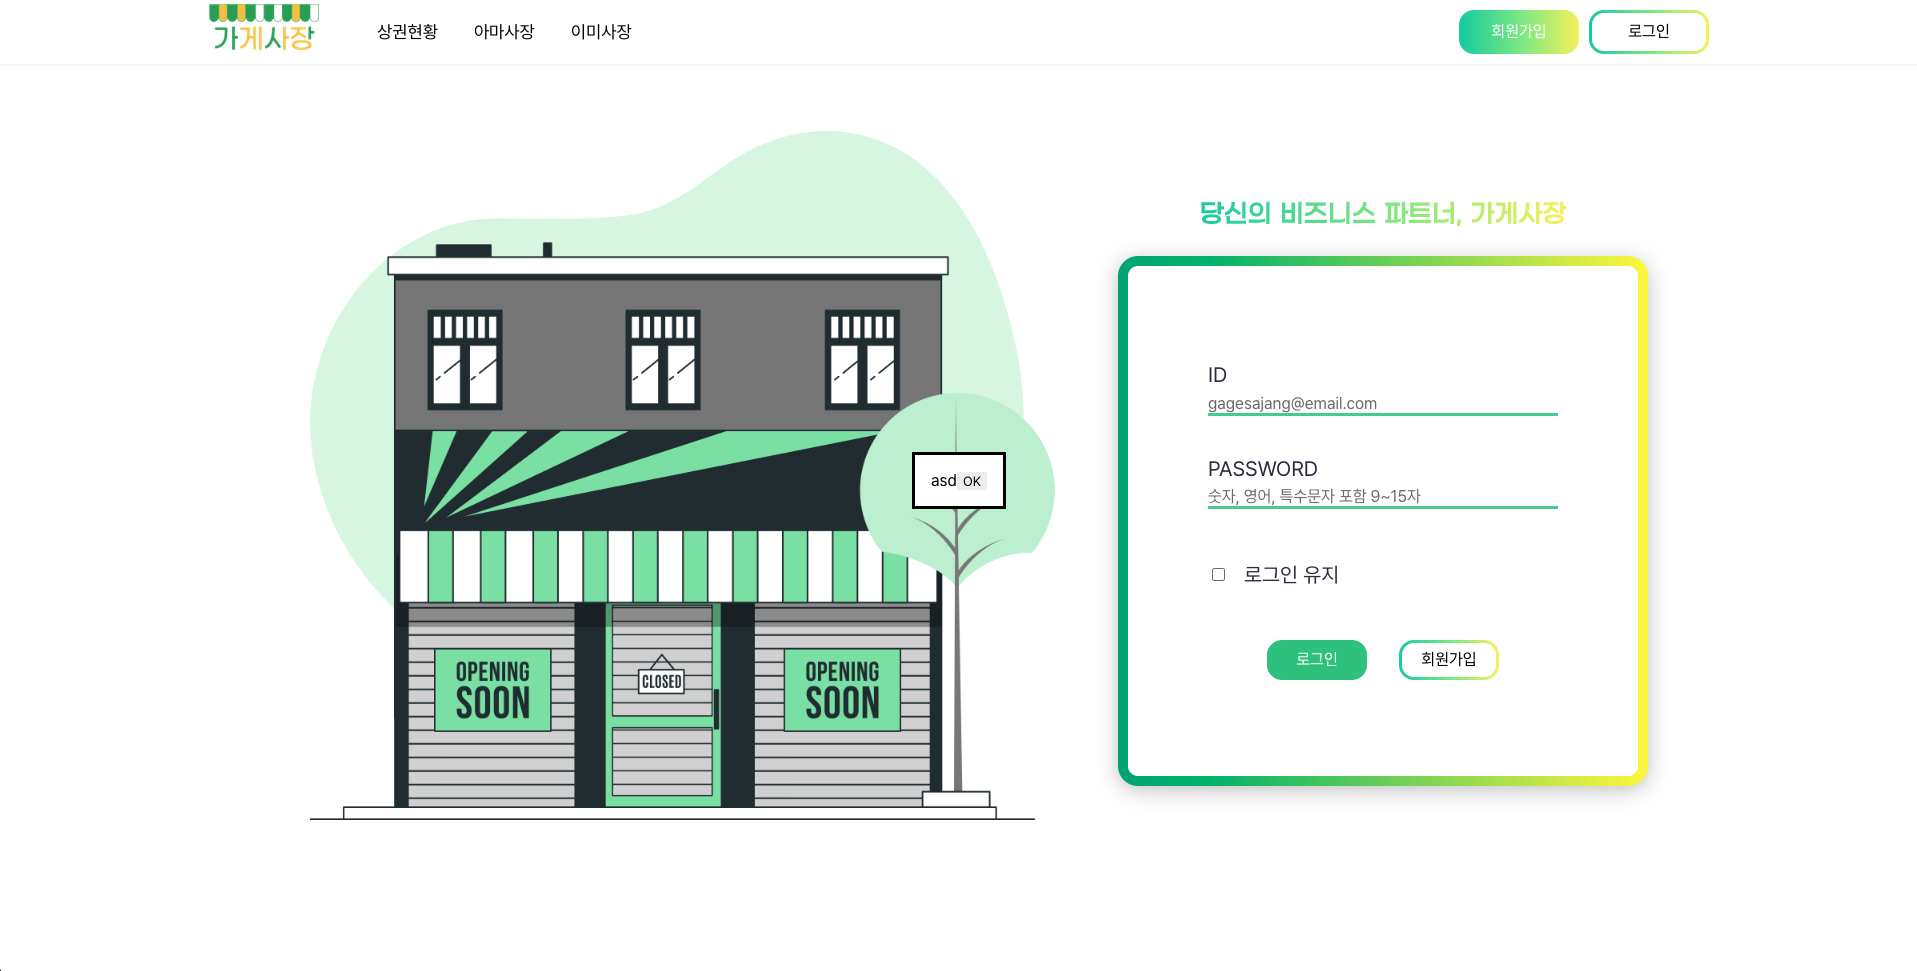 가게사장
상권현황 아마사장 이미사장
회원가입 로그인
당신의 비즈니스 파트너, 가게사장
ID
gagesajang@email.com
PASSWORD
숫자, 영어, 특수문자 포함 9~15자
로그인 유지
로그인 회원가입
asd OK
OPENING
SOON
CLOSED
OPENING
SOON